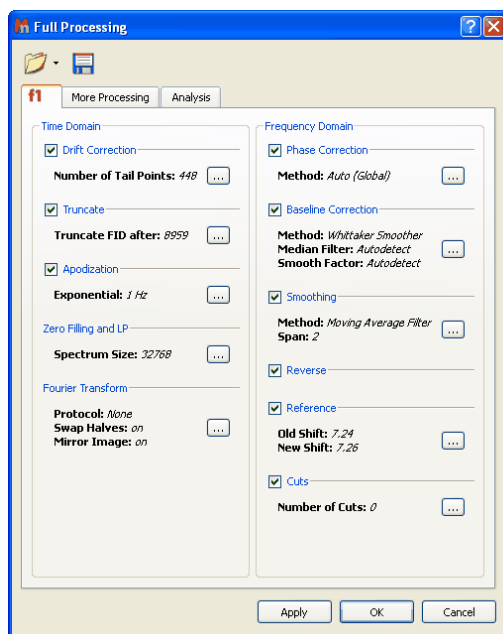 Full Processing
f1
More Processing
Analysis
Time Domain
Drift Correction
Number of Tail Points: 448
...
Truncate
Truncate FID after: 8959
...
Apodization
Exponential: 1 Hz
...
Zero Filling and LP
Spectrum Size: 32768
...
Fourier Transform
Protocol: None
Swap Halves: on
...
Mirror Image: on
Frequency Domain
Phase Correction
Method: Auto (Global)
...
Baseline Correction
Method: Whittaker Smoother
Median Filter: Autodetect
...
Smooth Factor: Autodetect
Smoothing
Method: Moving Average Filter
...
Span: 2
Reverse
Reference
Old Shift: 7.24
...
New Shift: 7.26
Cuts
Number of Cuts: 0
...
Apply
OK
Cancel